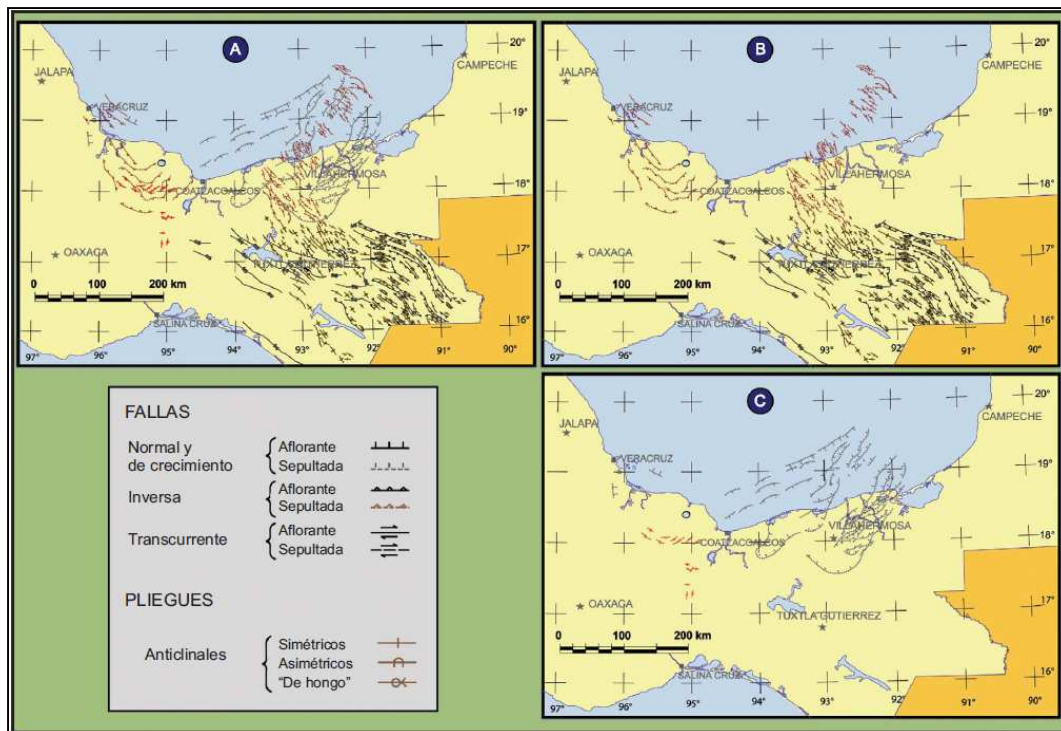 A
20°
JALAPA
CAMPECHE
19°
VERACRUZ
COATZACOALCOS
VILLAHERMOSA
18°
OAXACA
TUXTLA GUTIERREZ
17°
0 100 200 km
SALINA CRUZ
16°
97° 96° 95° 94° 93° 92° 91° 90°
B
20°
JALAPA
CAMPECHE
19°
VERACRUZ
COATZACOALCOS
VILLAHERMOSA
18°
OAXACA
TUXTLA GUTIERREZ
17°
0 100 200 km
SALINA CRUZ
16°
97° 96° 95° 94° 93° 92° 91° 90°
C
20°
JALAPA
CAMPECHE
19°
VERACRUZ
COATZACOALCOS
VILLAHERMOSA
18°
OAXACA
TUXTLA GUTIERREZ
17°
0 100 200 km
SALINA CRUZ
16°
97° 96° 95° 94° 93° 92° 91° 90°
FALLAS
Normal y
de crecimiento
Aflorante
Sepultada
Inversa
Aflorante
Sepultada
Transcurrente
Aflorante
Sepultada
PLIEGUES
Anticlinales
Simétricos
Asimétricos
"De hongo"